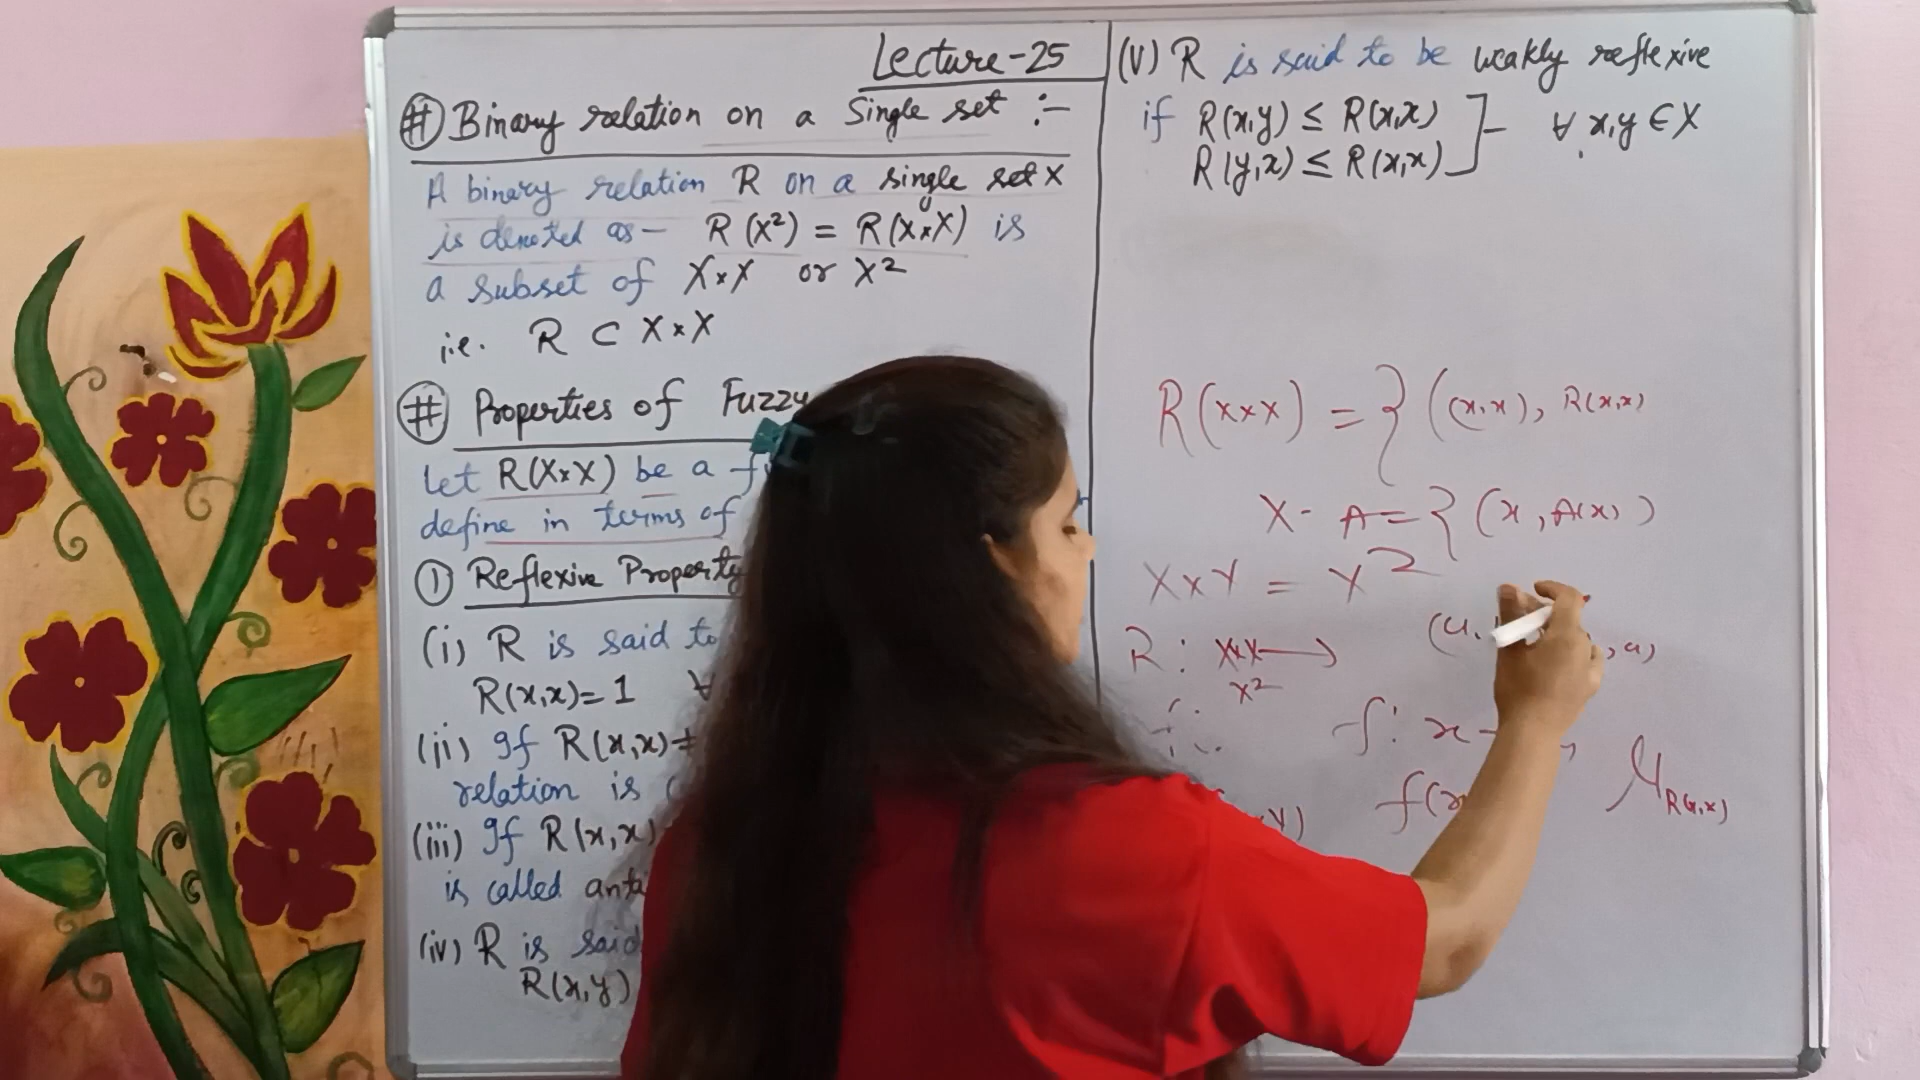 Lecture-25
# Binary relation on a Single set :-
A binary relation R on a single set X
is denoted as - R(X²) = R(X×X) is
a subset of X×X or X²
i.e. R ⊂ X×X
# Properties of Fuzzy
Let R(X×X) be a f
define in terms of
① Reflexive Property
(i) R is said to
R(x,x)=1 ∀
(ii) If R(x,x)≠
relation is
(iii) If R(x,x)
is called anti
(iv) R is said
R(x,y)
(V) R is said to be weakly reflexive
if R(x,y) ≤ R(x,x) ]- ∀ x,y ∈ X
R(y,x) ≤ R(x,x)
R(x×x) = { ((x,x), R(x,x)
X- A = { (x, A(x))
X×Y = Y²
R : X×X →
X²
f: x
f(x
μ R(x,x)